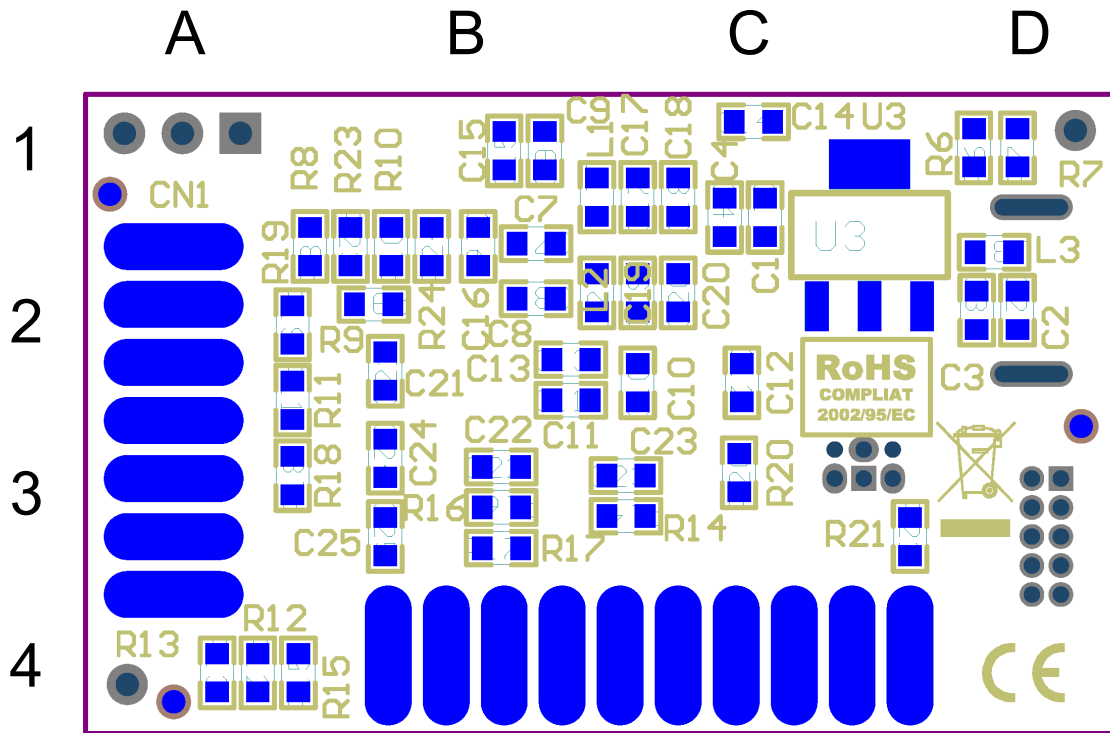 A B C D
1
C9 L1 C17 C18 C14 U3
C15 R8 R23 R10 C4 R6 R7
CN1
C7
R19 U3 L3
C1
2
L2 C19 C20
R9 R24 C16 C8 C2
C13 C21 C10 C12 C3
RoHS
COMPLIAT
2002/95/EC
R11 C11
C22 C23
3
R18 C24 R20
R16 R14 R21
C25 R17
R12
R13
4
R15
CE